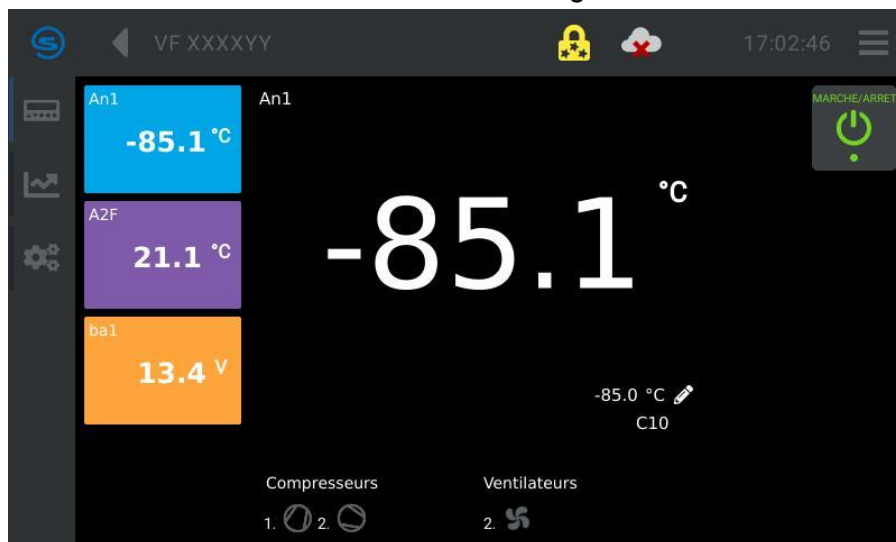 VF XXXXYY
17:02:46
An1
-85.1 °C
A2F
21.1 °C
ba1
13.4 V
An1
-85.1 °C
MARCHE/ARRET
-85.0 °C
C10
Compresseurs
1. 2.
Ventilateurs
2.